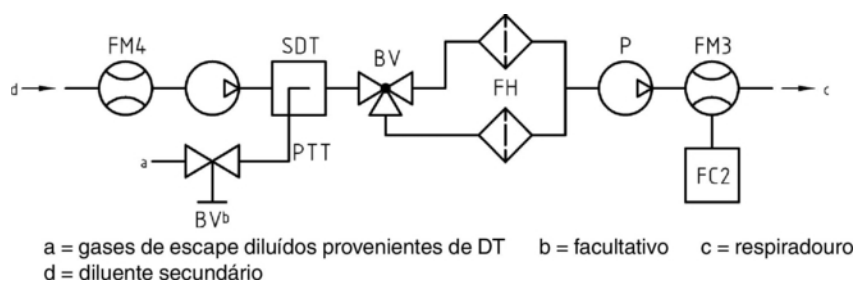 FM4 SDT BV P FM3
d c
FH
a PTT
BVb FC2
a = gases de escape diluídos provenientes de DT b = facultativo c = respiradouro
d = diluente secundário